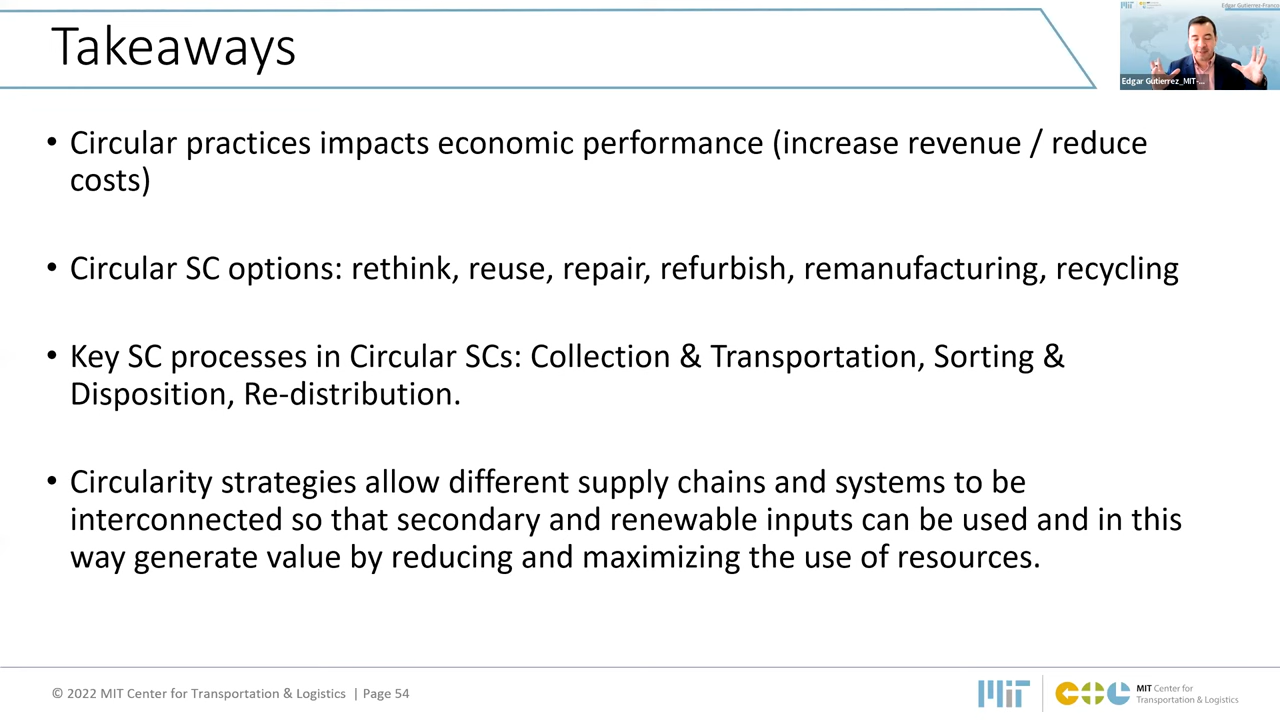 Takeaways
Edgar Gutierrez-Franco
Edgar Gutierrez_MIT-...
• Circular practices impacts economic performance (increase revenue / reduce
costs)
• Circular SC options: rethink, reuse, repair, refurbish, remanufacturing, recycling
• Key SC processes in Circular SCs: Collection & Transportation, Sorting &
Disposition, Re-distribution.
• Circularity strategies allow different supply chains and systems to be
interconnected so that secondary and renewable inputs can be used and in this
way generate value by reducing and maximizing the use of resources.
© 2022 MIT Center for Transportation & Logistics | Page 54
MIT
MIT Center for
Transportation & Logistics